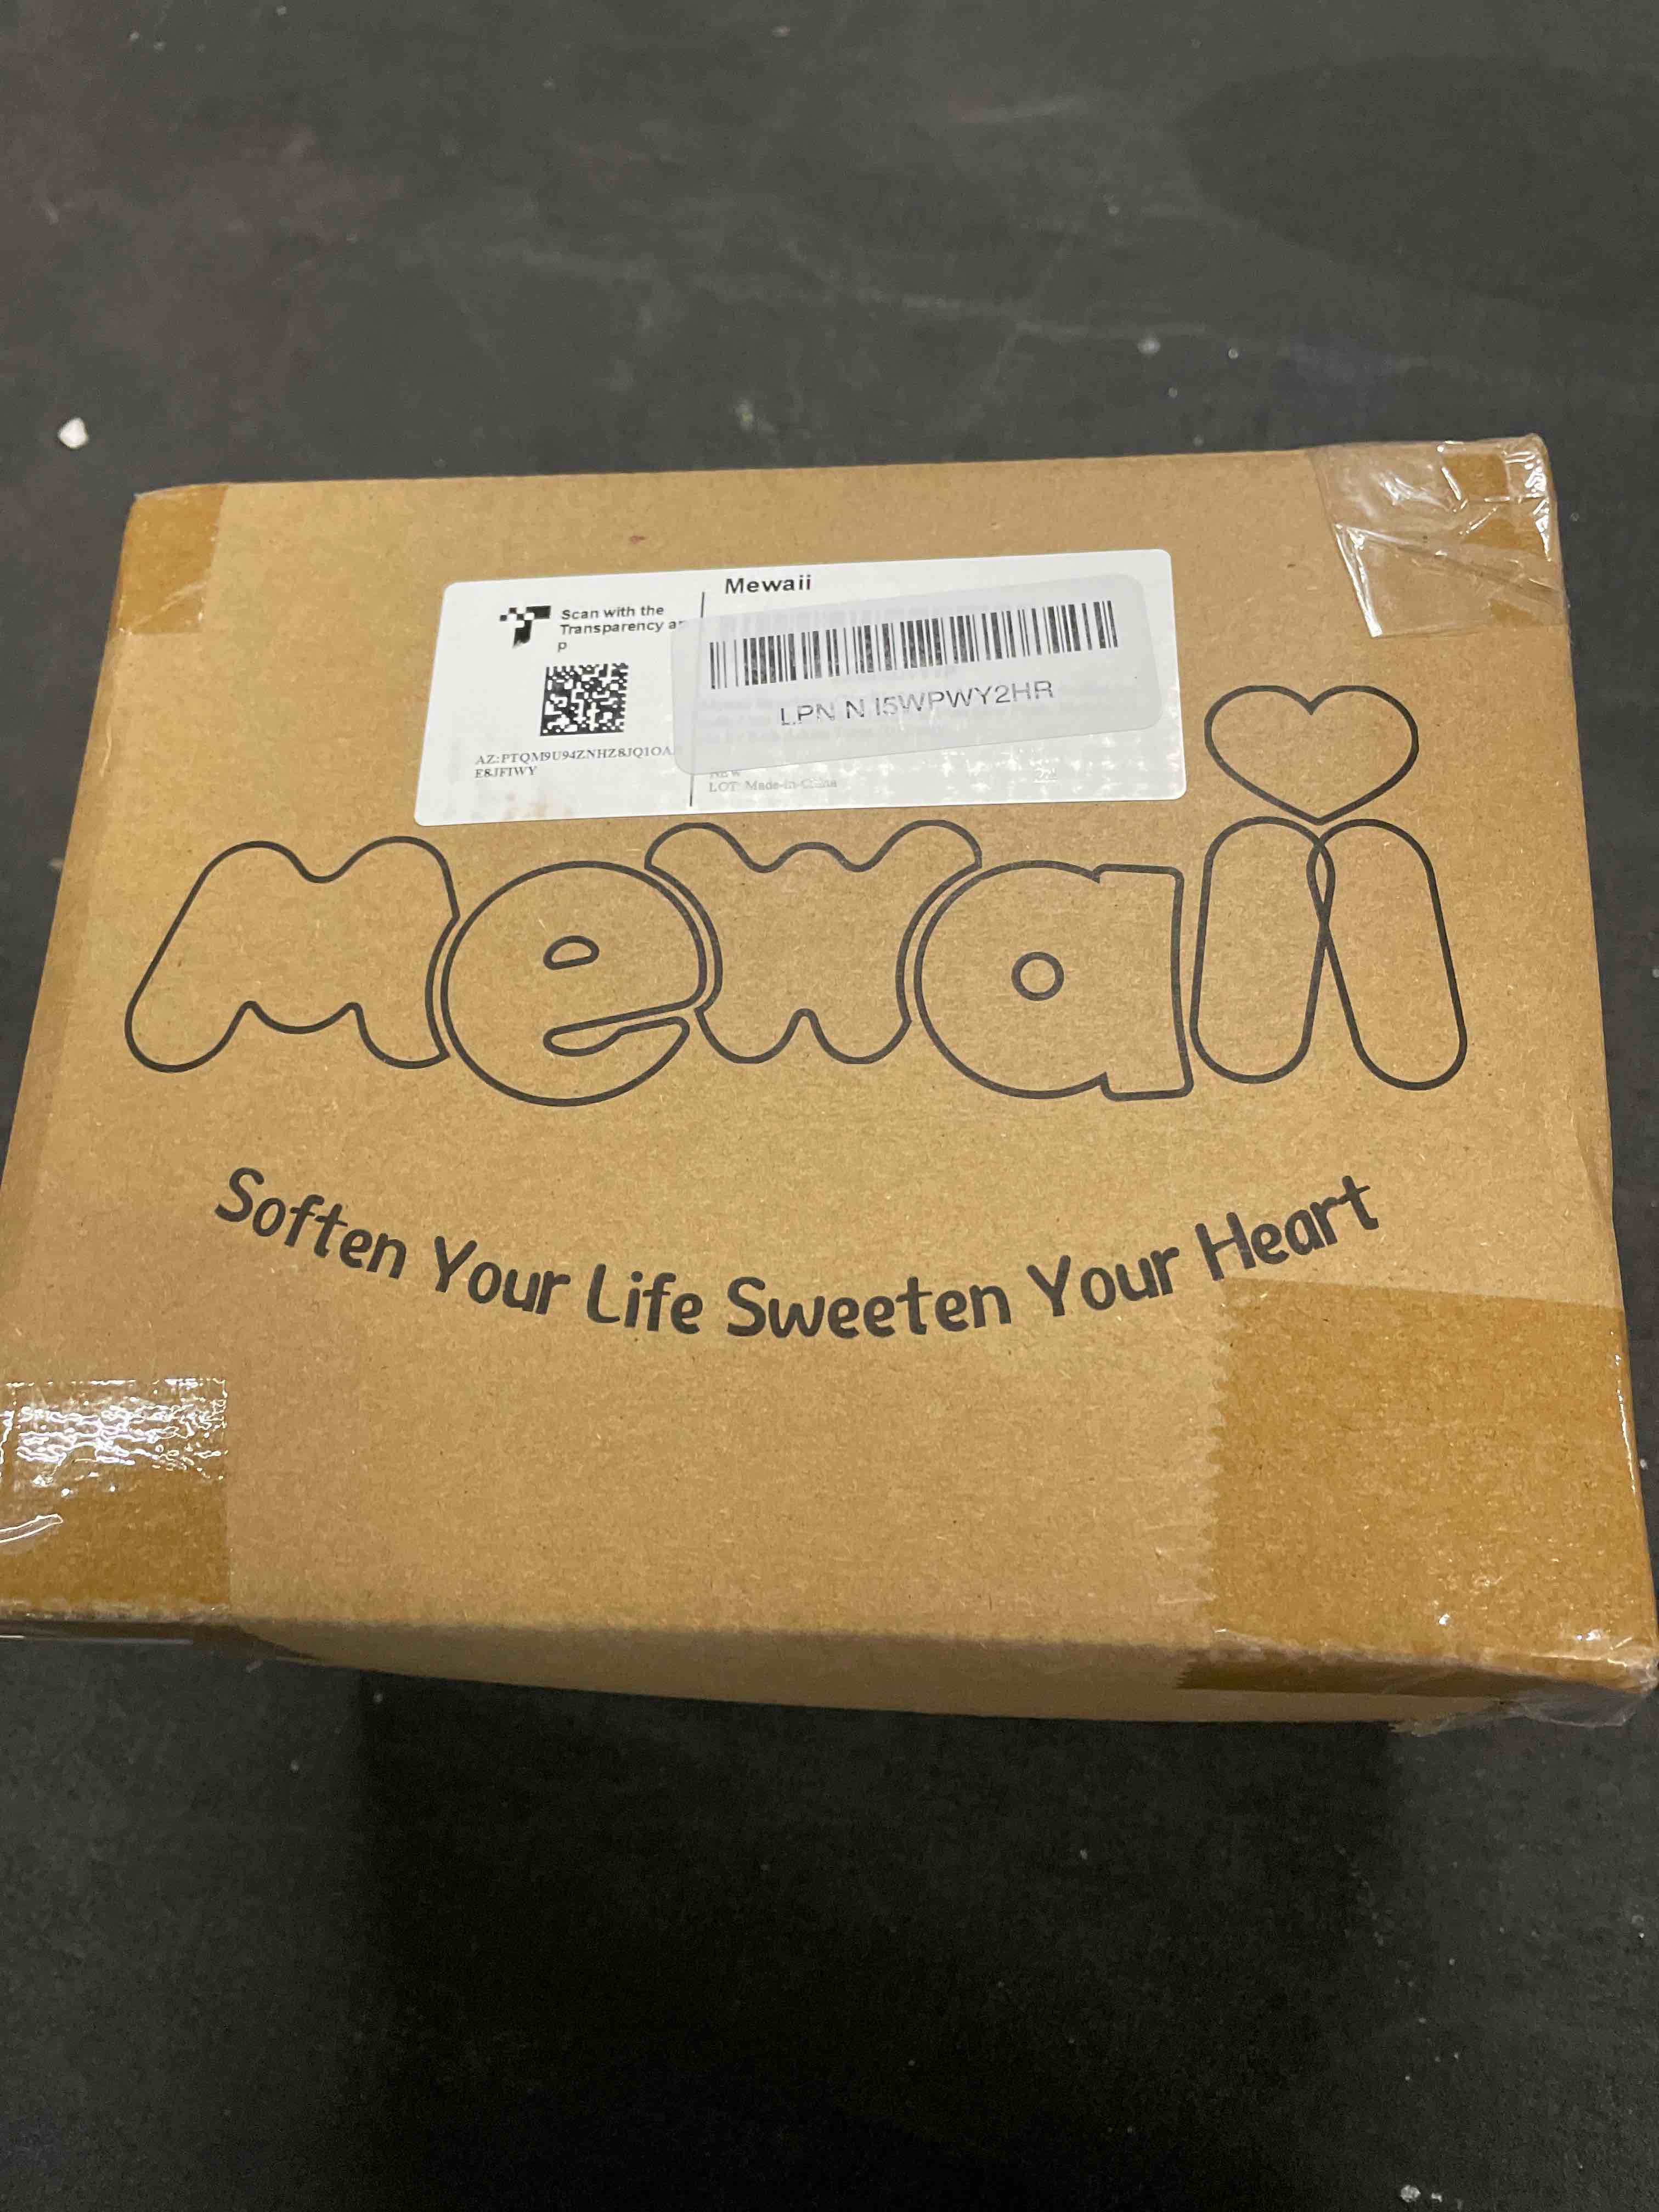 Mewaii
Scan with the
Transparency ap
p
LPN N I5WPWY2HR
AZ:PTQM9U94ZNHZ8JQ1OA
E8JFIWY
LOT: Made-in-China
mewaii
Soften Your Life Sweeten Your Heart